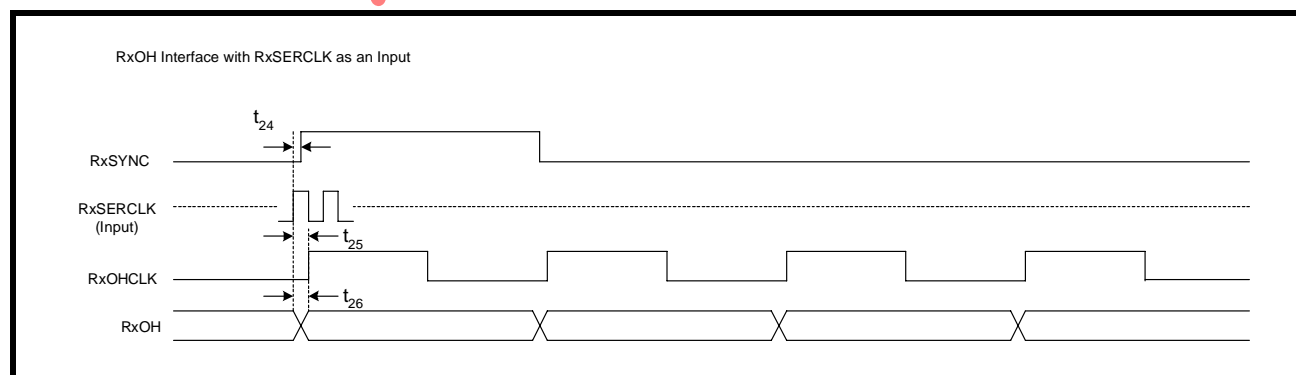 RxOH Interface with RxSERCLK as an Input
t24
RxSYNC
RxSERCLK
(Input)
t25
RxOHCLK
t26
RxOH